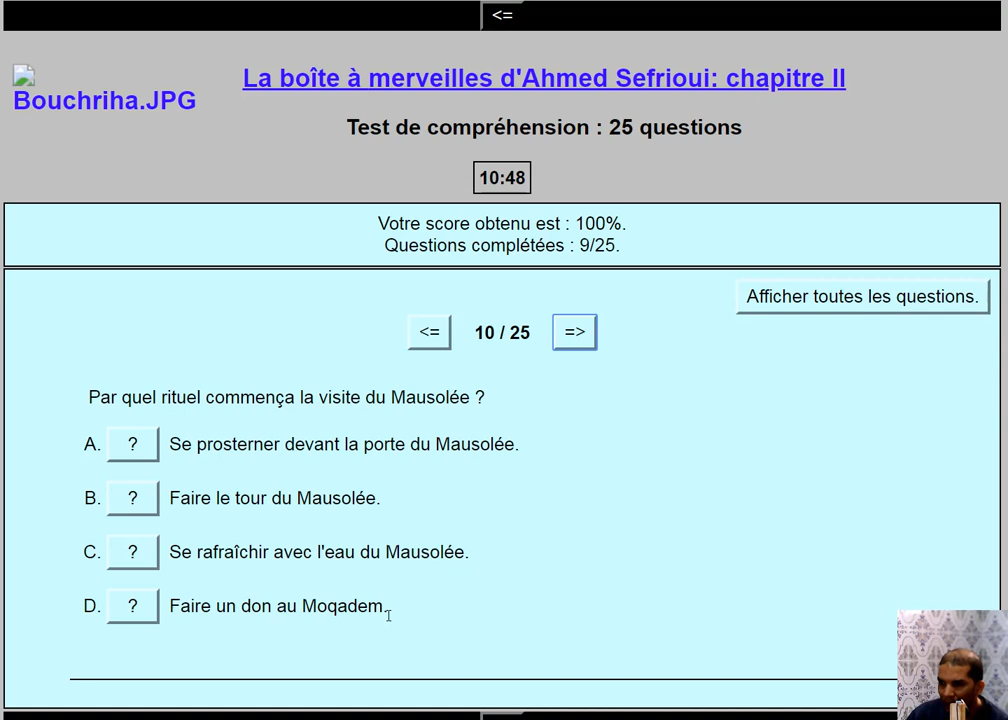 <=
Bouchriha.JPG
La boîte à merveilles d'Ahmed Sefrioui: chapitre II
Test de compréhension : 25 questions
10:48
Votre score obtenu est : 100%.
Questions complétées : 9/25.
Afficher toutes les questions.
<= 10 / 25 =>
Par quel rituel commença la visite du Mausolée ?
A. ? Se prosterner devant la porte du Mausolée.
B. ? Faire le tour du Mausolée.
C. ? Se rafraîchir avec l'eau du Mausolée.
D. ? Faire un don au Moqadem.